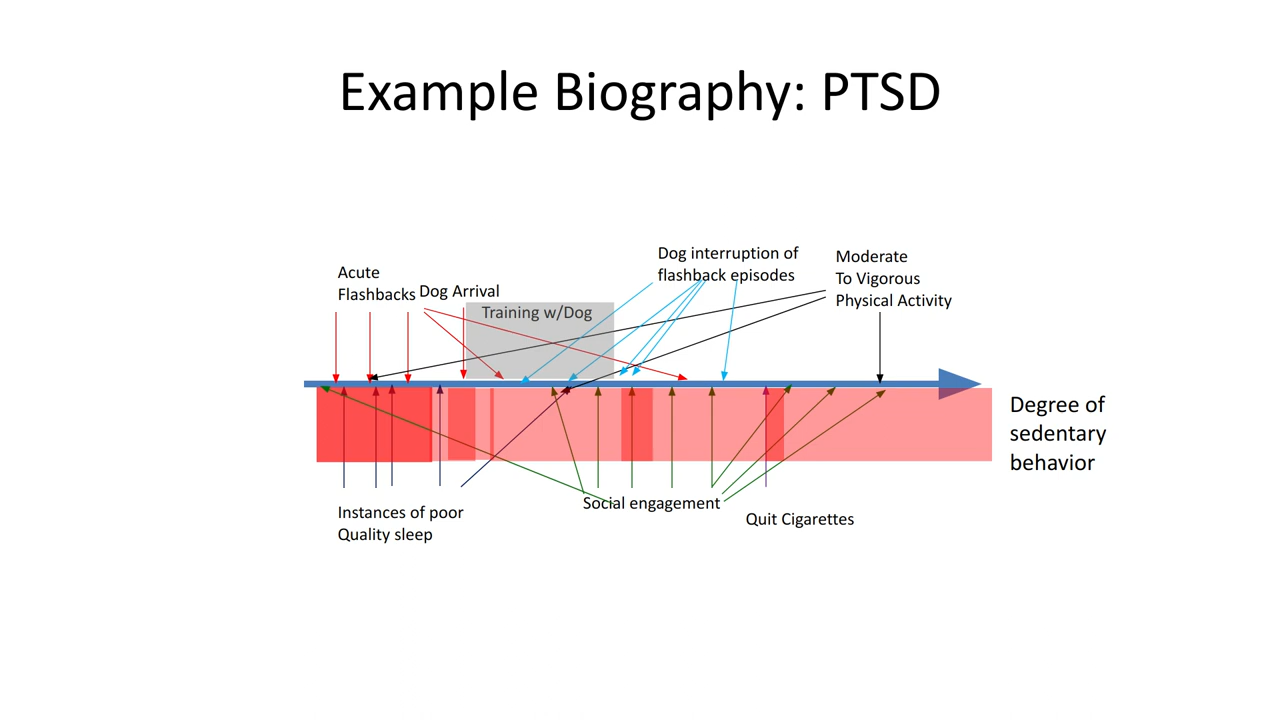 Example Biography: PTSD
Acute
Flashbacks
Dog Arrival
Training w/Dog
Dog interruption of
flashback episodes
Moderate
To Vigorous
Physical Activity
Degree of
sedentary
behavior
Instances of poor
Quality sleep
Social engagement
Quit Cigarettes